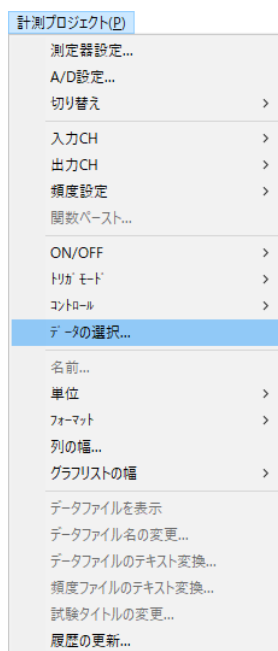 計測プロジェクト(P)
測定器設定...
A/D設定...
切り替え
入力CH
出力CH
頻度設定
関数ペースト...
ON/OFF
ﾄﾘｶﾞﾓｰﾄﾞ
ｺﾝﾄﾛｰﾙ
ﾃﾞｰﾀの選択...
名前...
単位
ﾌｫｰﾏｯﾄ
列の幅...
グラフリストの幅
データファイルを表示
データファイル名の変更...
データファイルのテキスト変換...
頻度ファイルのテキスト変換...
試験タイトルの変更...
履歴の更新...